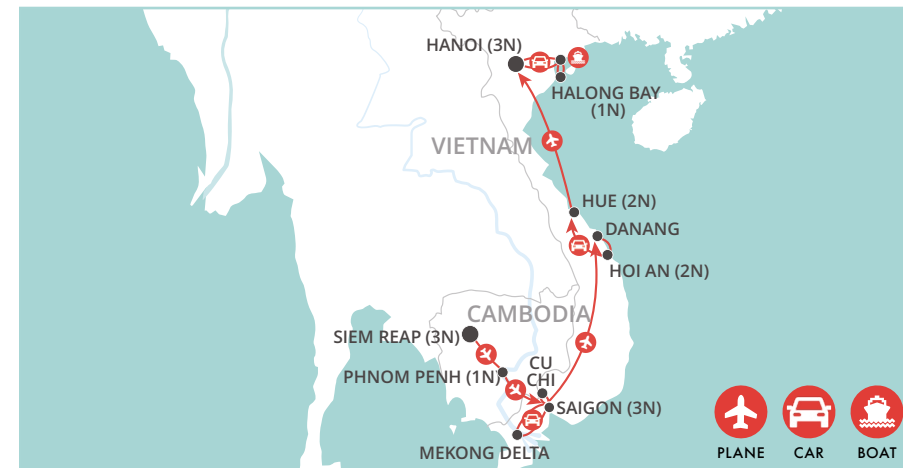 HANOI (3N)
HALONG BAY
(1N)
VIETNAM
HUE (2N)
DANANG
HOI AN (2N)
CAMBODIA
SIEM REAP (3N)
PHNOM PENH (1N)
CU
CHI
SAIGON (3N)
MEKONG DELTA
PLANE
CAR
BOAT